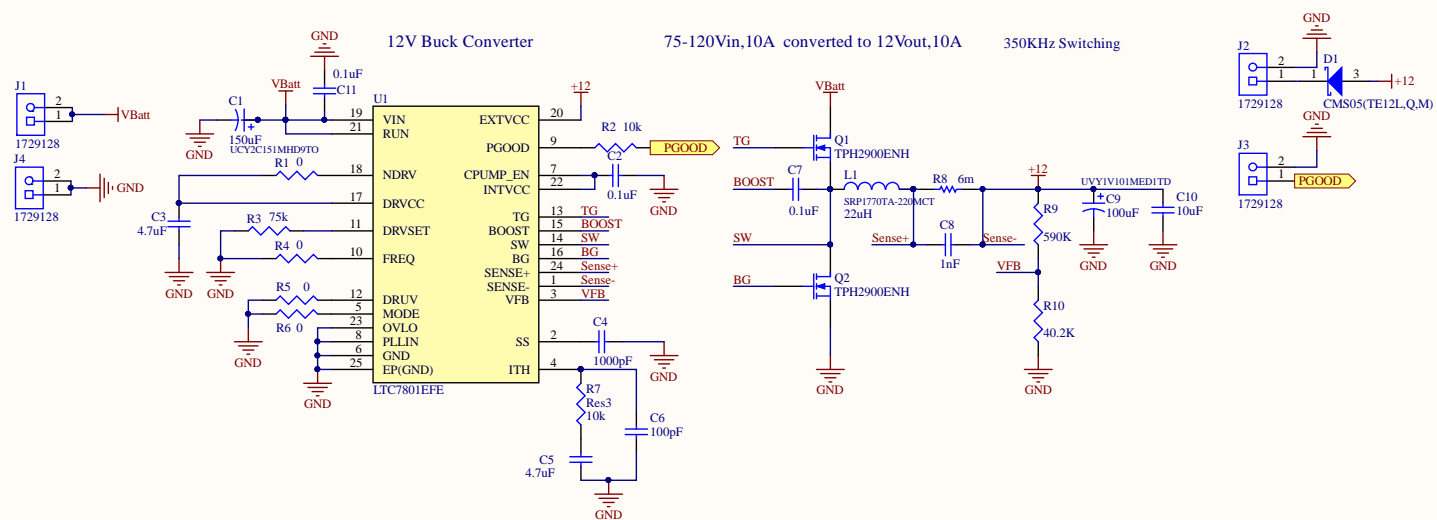 12V Buck Converter
75-120Vin,10A converted to 12Vout,10A
350KHz Switching
J1
2
1
1729128
VBatt
J4
2
1
1729128
GND
GND
0.1uF
C11
VBatt
C1
150uF
UCY2C151MHD9TO
GND
R1 0
C3
4.7uF
GND
R3 75k
R4 0
GND
R5 0
R6 0
GND
GND
U1
19 VIN
21 RUN
18 NDRV
17 DRVCC
11 DRVSET
10 FREQ
12 DRUV
5 MODE
23 OVLO
8 PLLIN
6 GND
25 EP(GND)
LTC7801EFE
EXTVCC 20
PGOOD 9
CPUMP_EN 7
INTVCC 22
TG 13 TG
BOOST 15 BOOST
SW 14 SW
BG 16 BG
SENSE+ 24 Sense+
SENSE- 1 Sense-
VFB 3 VFB
SS 2
ITH 4
+12
R2 10k
PGOOD
C2
0.1uF
GND
C4
1000pF
GND
R7
Res3
10k
C6
100pF
C5
4.7uF
GND
VBatt
TG
Q1
TPH2900ENH
BOOST
C7
0.1uF
L1
SRP1770TA-220MCT
22uH
R8 6m
SW
Sense+
C8
1nF
Sense-
BG
Q2
TPH2900ENH
GND
+12
R9
590K
VFB
R10
40.2K
GND
UVY1V101MED1TD
C9
100uF
GND
C10
10uF
GND
GND
J2
2
1
1729128
D1
1
3
+12
CMS05(TE12L,Q,M)
GND
J3
2
1
PGOOD
1729128